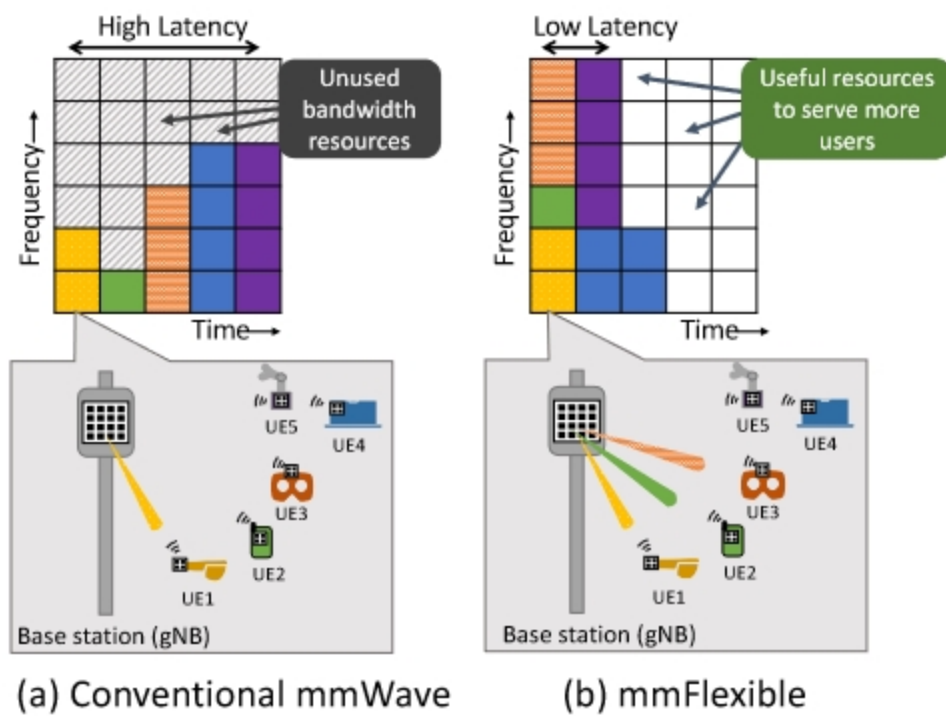 High Latency
Unused
bandwidth
resources
Frequency
Time
UE5
UE4
UE3
UE2
UE1
Base station (gNB)
(a) Conventional mmWave
Low Latency
Useful resources
to serve more
users
Frequency
Time
UE5
UE4
UE3
UE2
UE1
Base station (gNB)
(b) mmFlexible